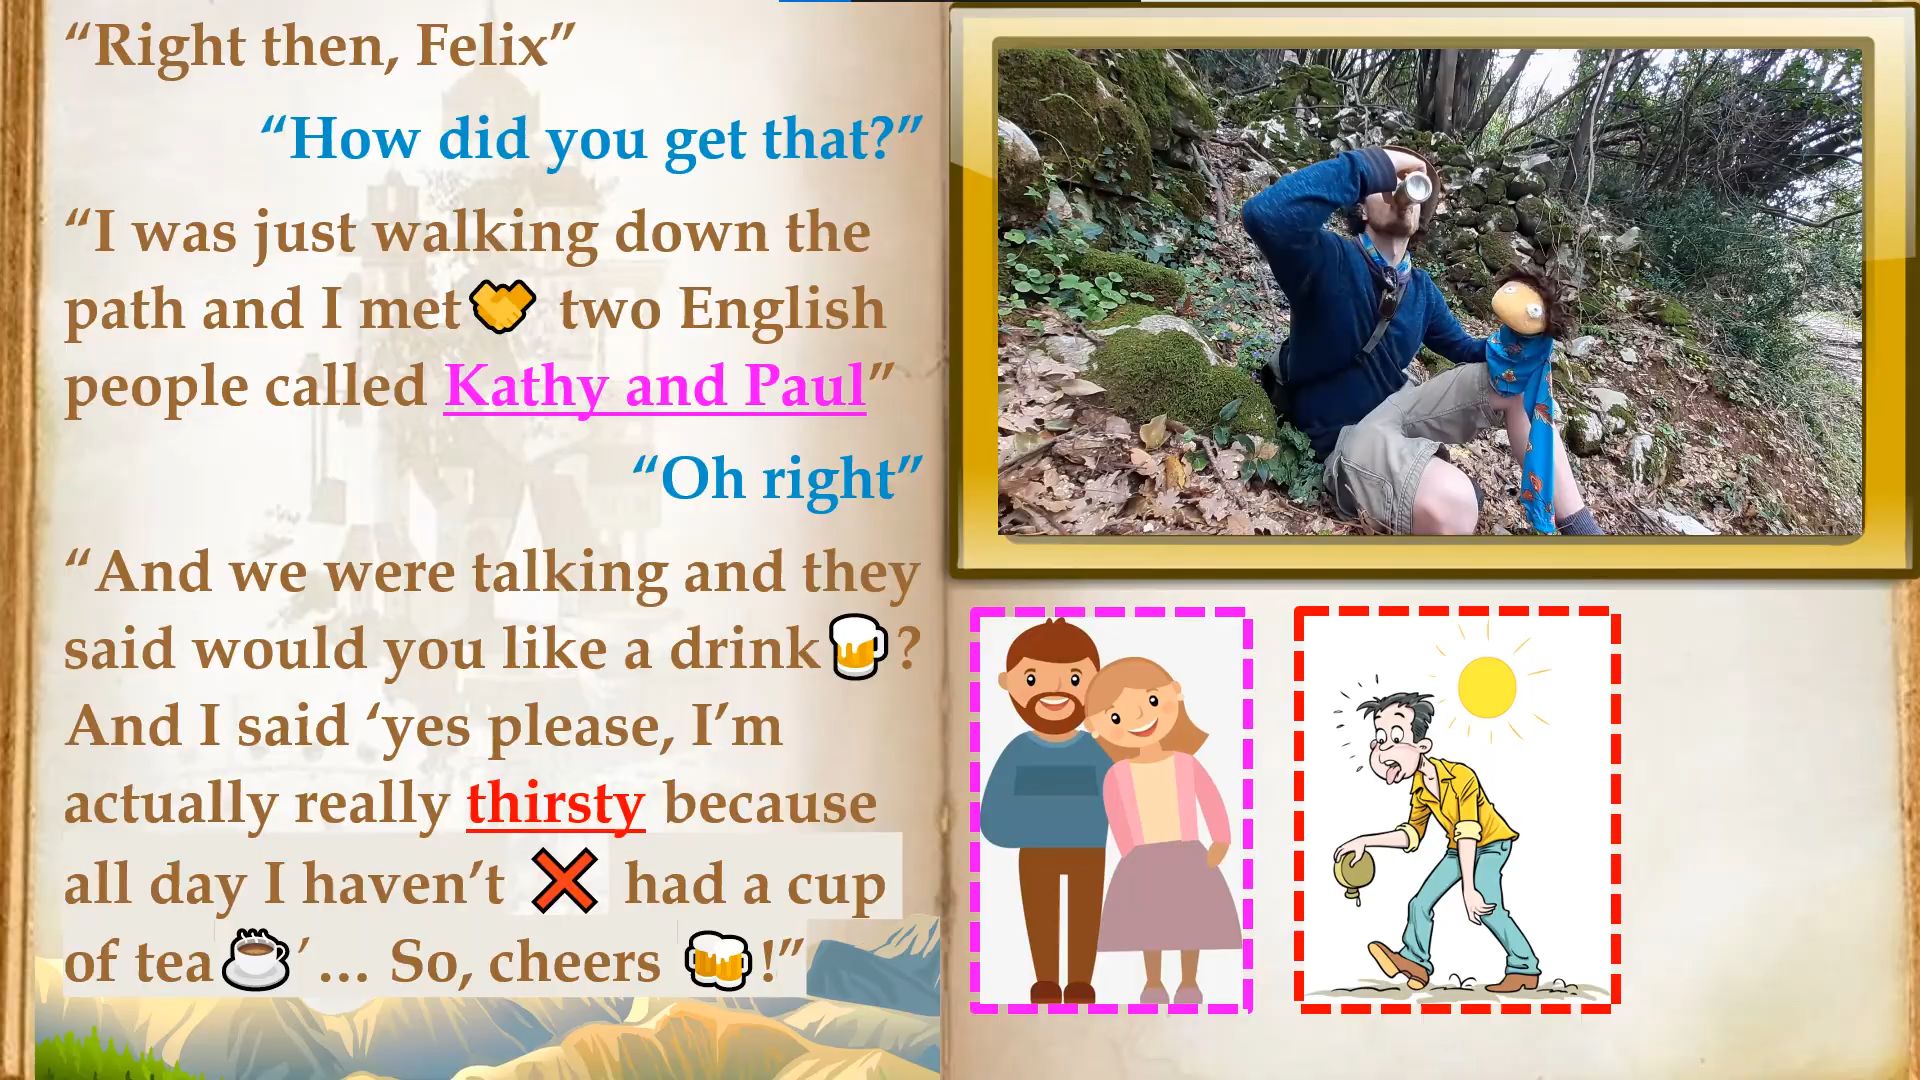 “Right then, Felix”
“How did you get that?”
“I was just walking down the
path and I met two English
people called Kathy and Paul”
“Oh right”
“And we were talking and they
said would you like a drink ?
And I said ‘yes please, I’m
actually really thirsty because
all day I haven’t had a cup
of tea ’… So, cheers !”